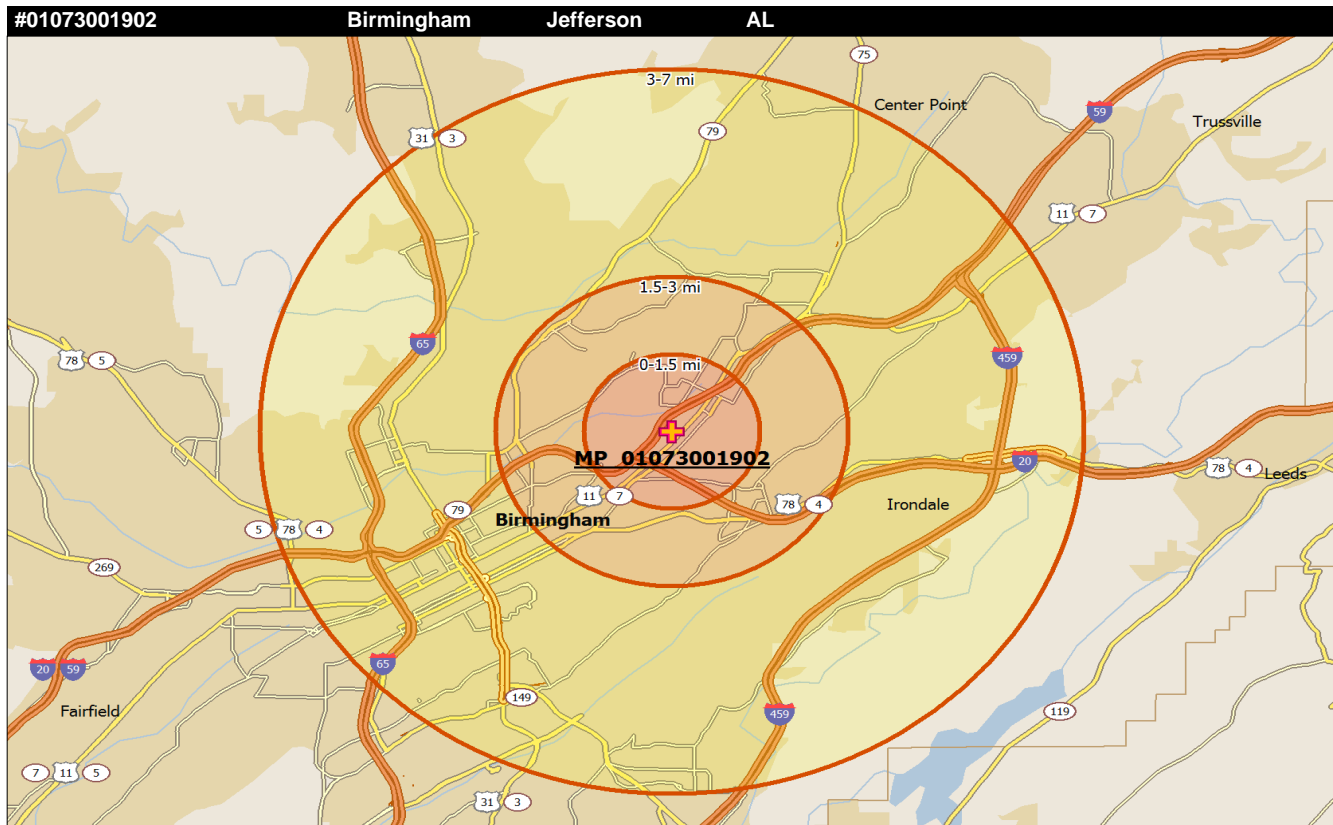 #01073001902 Birmingham Jefferson AL
3-7 mi
75
Center Point
59
Trussville
31 3
79
11 7
1.5-3 mi
65
0-1.5 mi
459
78 5
MP_01073001902
20
78 4
Leeds
11 7
78 4
Irondale
79
Birmingham
5 78 4
269
65
20 59
149
Fairfield
459
119
7 11 5
31 3